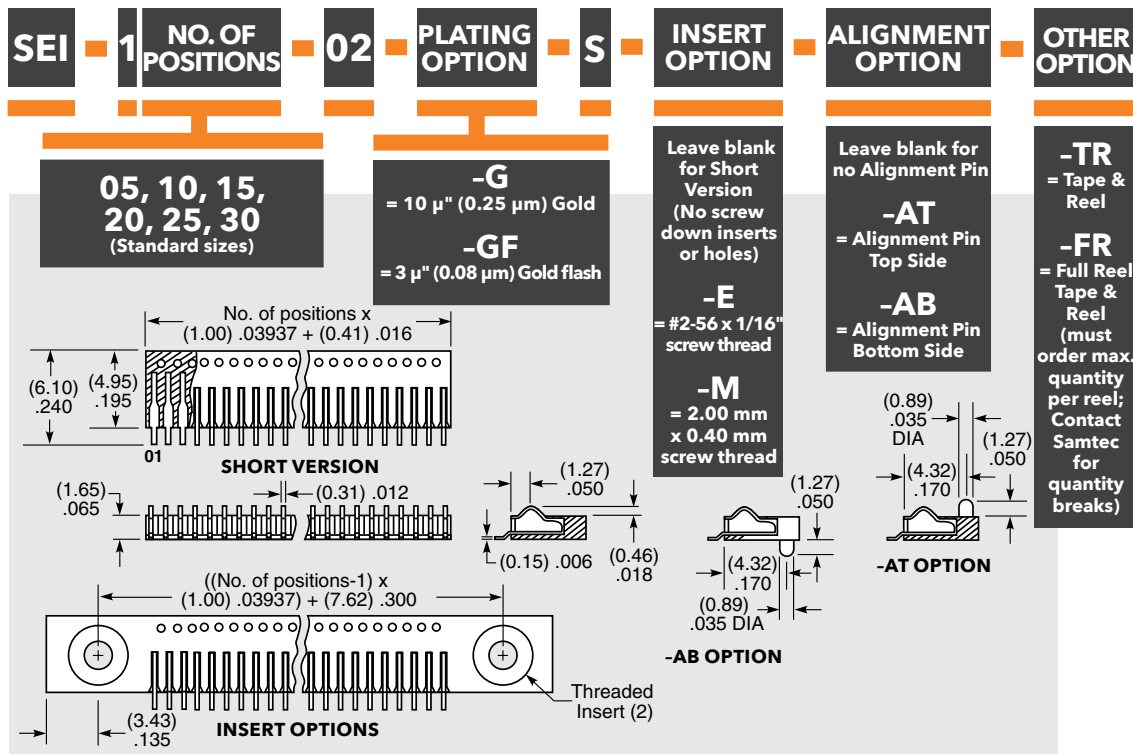 SEI
1
NO. OF
POSITIONS
02
PLATING
OPTION
S
INSERT
OPTION
ALIGNMENT
OPTION
OTHER
OPTION
05, 10, 15,
20, 25, 30
(Standard sizes)
–G
= 10 µ" (0.25 µm) Gold
–GF
= 3 µ" (0.08 µm) Gold flash
Leave blank
for Short
Version
(No screw
down inserts
or holes)
–E
= #2-56 x 1/16"
screw thread
–M
= 2.00 mm
x 0.40 mm
screw thread
Leave blank for
no Alignment Pin
–AT
= Alignment Pin
Top Side
–AB
= Alignment Pin
Bottom Side
–TR
= Tape &
Reel
–FR
= Full Reel
Tape &
Reel
(must
order max.
quantity
per reel;
Contact
Samtec
for
quantity
breaks)
No. of positions x
(1.00) .03937 + (0.41) .016
(6.10)
.240
(4.95)
.195
01
SHORT VERSION
(1.65)
.065
(0.31) .012
(1.27)
.050
(0.15) .006
(0.46)
.018
(1.27)
.050
(4.32)
.170
(0.89)
.035 DIA
–AB OPTION
(0.89)
.035
DIA
(4.32)
.170
(1.27)
.050
–AT OPTION
((No. of positions-1) x
(1.00) .03937) + (7.62) .300
(3.43)
.135
INSERT OPTIONS
Threaded
Insert (2)